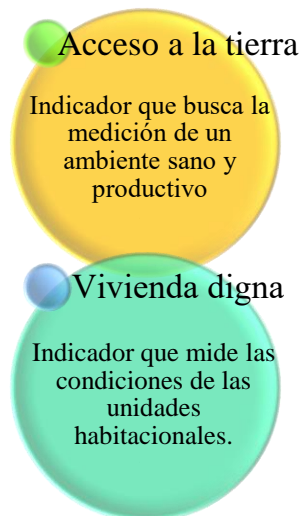 Acceso a la tierra
Indicador que busca la
medición de un
ambiente sano y
productivo
Vivienda digna
Indicador que mide las
condiciones de las
unidades
habitacionales.